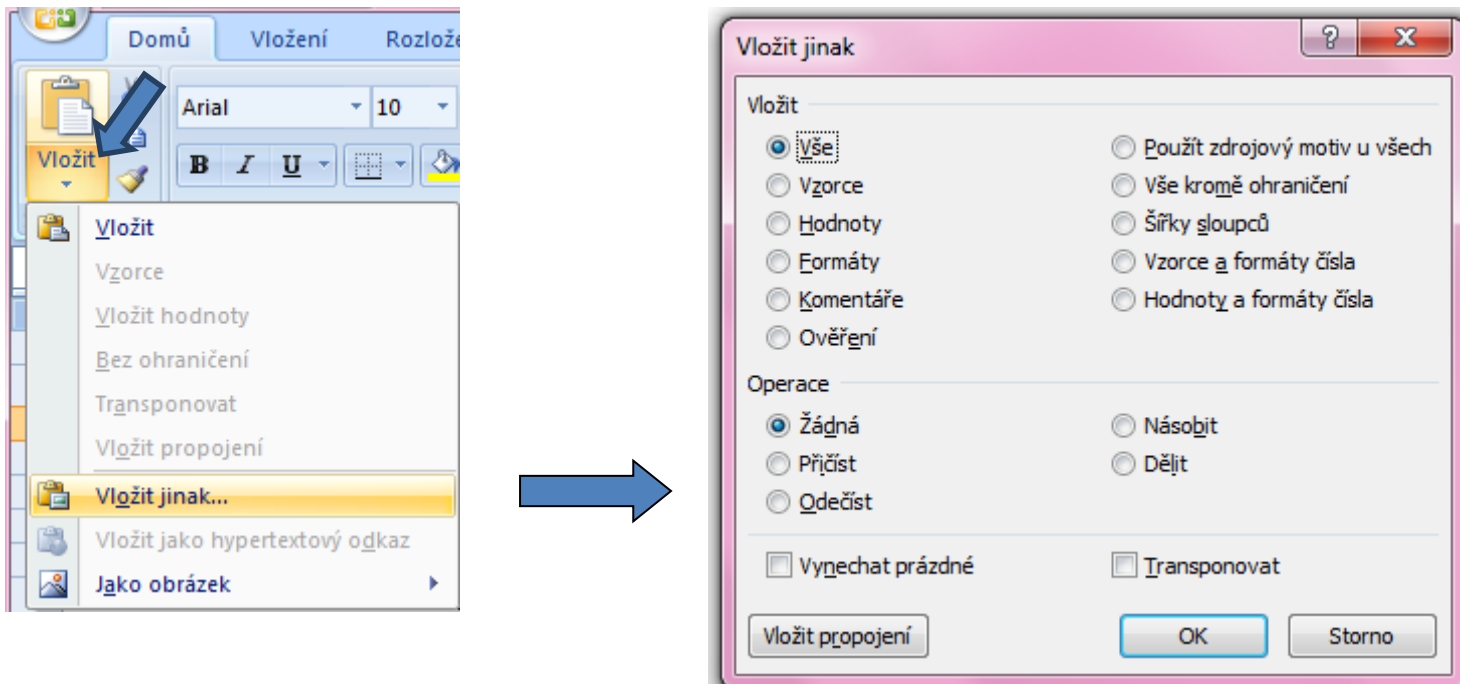 Domů Vložení Rozlože
Arial 10
Vložit
B I U
Vložit
Vzorce
Vložit hodnoty
Bez ohraničení
Transponovat
Vložit propojení
Vložit jinak...
Vložit jako hypertextový odkaz
Jako obrázek
Vložit jinak
Vložit
Vše Použít zdrojový motiv u všech
Vzorce Vše kromě ohraničení
Hodnoty Šířky sloupců
Formáty Vzorce a formáty čísla
Komentáře Hodnoty a formáty čísla
Ověření
Operace
Žádná Násobit
Přičíst Dělit
Odečíst
Vynechat prázdné Transponovat
Vložit propojení OK Storno